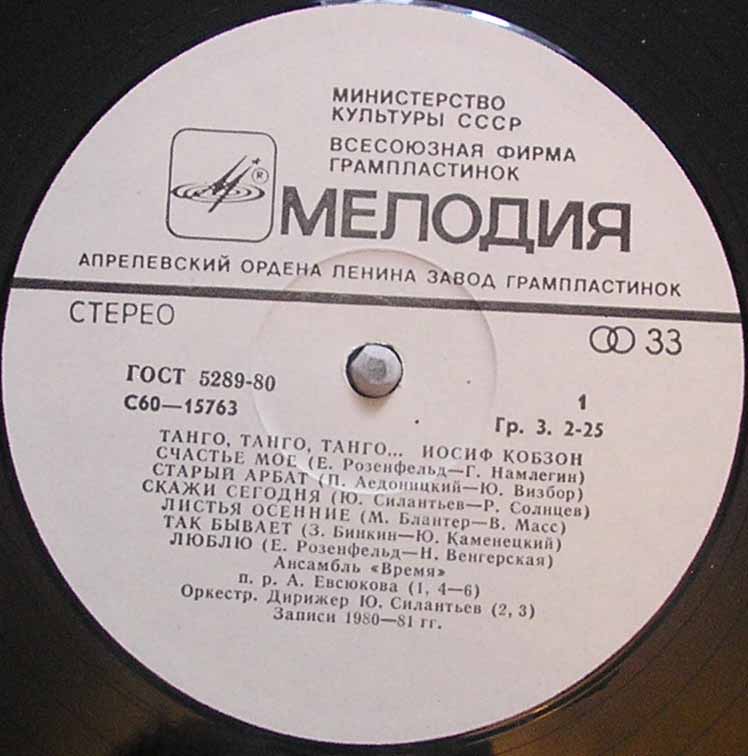 МИНИСТЕРСТВО
КУЛЬТУРЫ СССР
ВСЕСОЮЗНАЯ ФИРМА
ГРАМПЛАСТИНОК
®
МЕЛОДИЯ
АПРЕЛЕВСКИЙ ОРДЕНА ЛЕНИНА ЗАВОД ГРАМПЛАСТИНОК
СТЕРЕО
33
ГОСТ 5289-80
С60—15763
1
Гр. 3. 2-25
ТАНГО, ТАНГО, ТАНГО... ИОСИФ КОБЗОН
СЧАСТЬЕ МОЕ (Е. Розенфельд—Г. Намлегин)
СТАРЫЙ АРБАТ (П. Аедоницкий—Ю. Визбор)
СКАЖИ СЕГОДНЯ (Ю. Силантьев—Р. Солнцев)
ЛИСТЬЯ ОСЕННИЕ (М. Блантер—В. Масс)
ТАК БЫВАЕТ (З. Бинкин—Ю. Каменецкий)
ЛЮБЛЮ (Е. Розенфельд—Н. Венгерская)
Ансамбль «Время»
п. р. А. Евсюкова (1, 4—6)
Оркестр. Дирижер Ю. Силантьев (2, 3)
Записи 1980—81 гг.